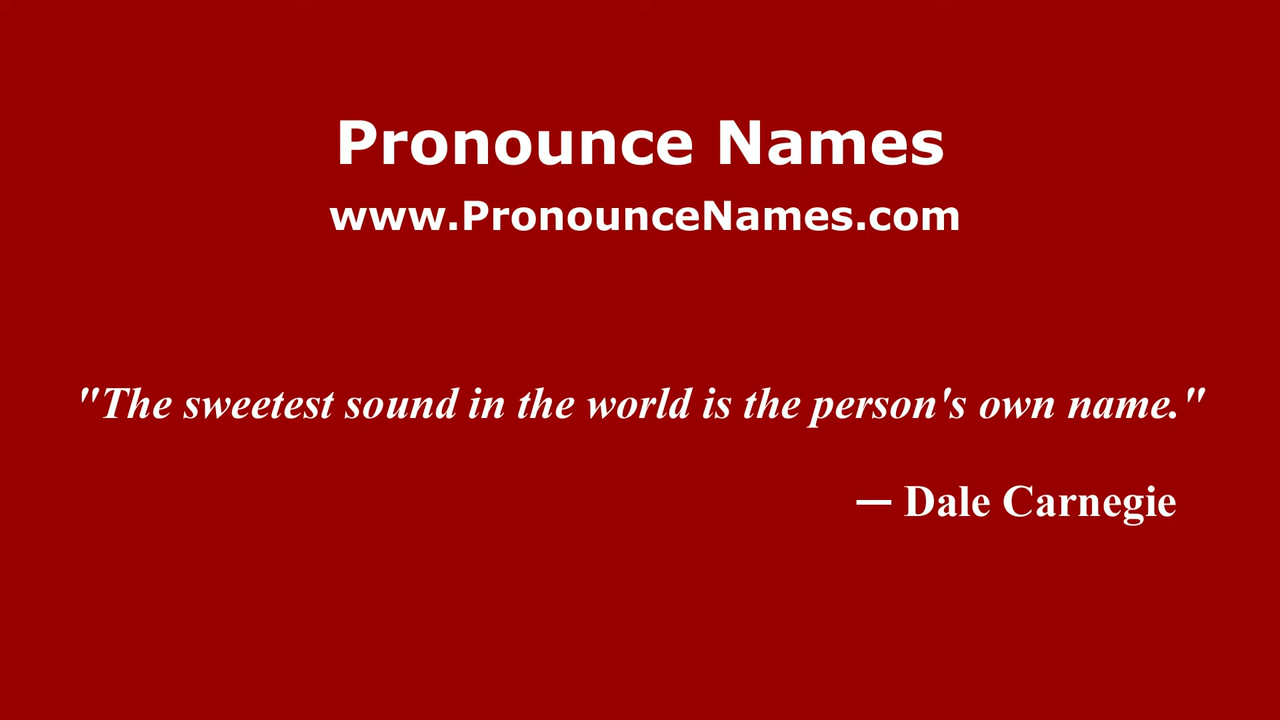 Pronounce Names
www.PronounceNames.com
"The sweetest sound in the world is the person's own name."
— Dale Carnegie